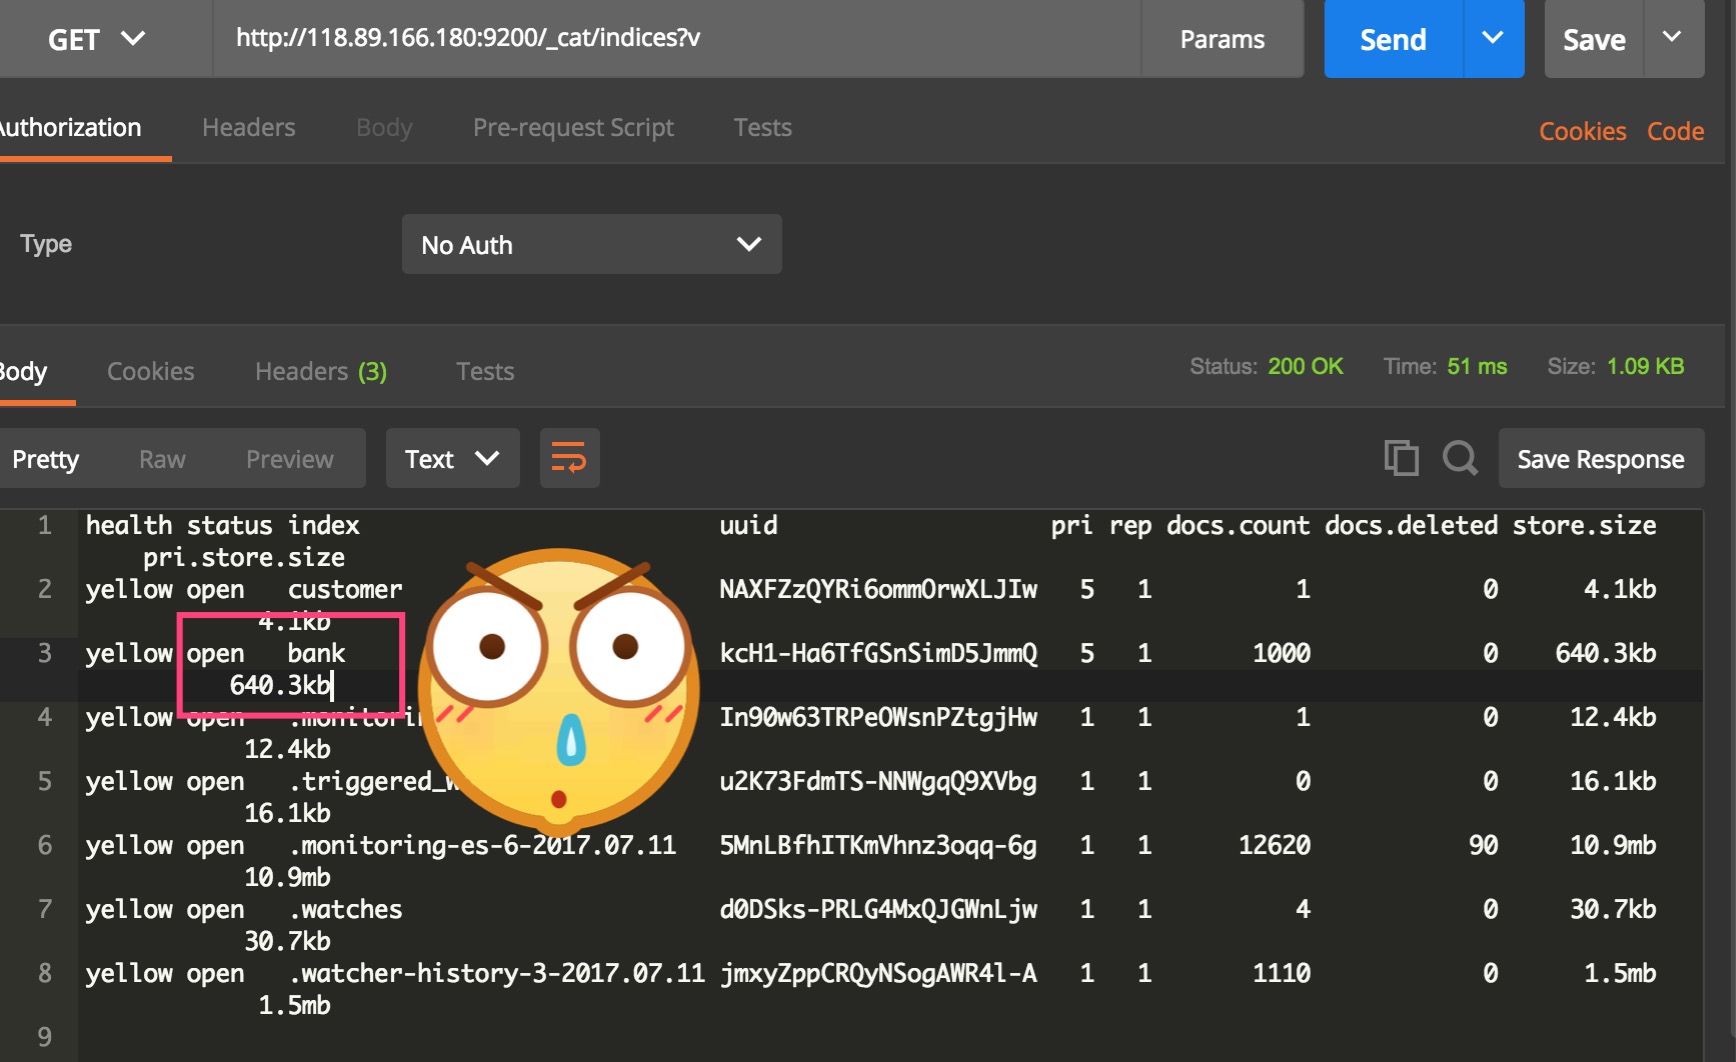 GET http://118.89.166.180:9200/_cat/indices?v Params Send Save
Authorization Headers Body Pre-request Script Tests Cookies Code
Type No Auth
Body Cookies Headers (3) Tests Status: 200 OK Time: 51 ms Size: 1.09 KB
Pretty Raw Preview Text Save Response
1 health status index uuid pri rep docs.count docs.deleted store.size
pri.store.size
2 yellow open customer NAXFZzQYRi6ommOrwXLJIw 5 1 1 0 4.1kb
4.1kb
3 yellow open bank kcH1-Ha6TfGSnSimD5JmmQ 5 1 1000 0 640.3kb
640.3kb
4 yellow open In90w63TRPeOWsnPZtgjHw 1 1 1 0 12.4kb
12.4kb
5 yellow open .triggered_w u2K73FdmTS-NNWgqQ9XVbg 1 1 0 0 16.1kb
16.1kb
6 yellow open .monitoring-es-6-2017.07.11 5MnLBfhITKmVhnz3oqq-6g 1 1 12620 90 10.9mb
10.9mb
7 yellow open .watches d0DSks-PRLG4MxQJGWnLjw 1 1 4 0 30.7kb
30.7kb
8 yellow open .watcher-history-3-2017.07.11 jmxyZppCRQyNSogAWR4l-A 1 1 1110 0 1.5mb
1.5mb
9